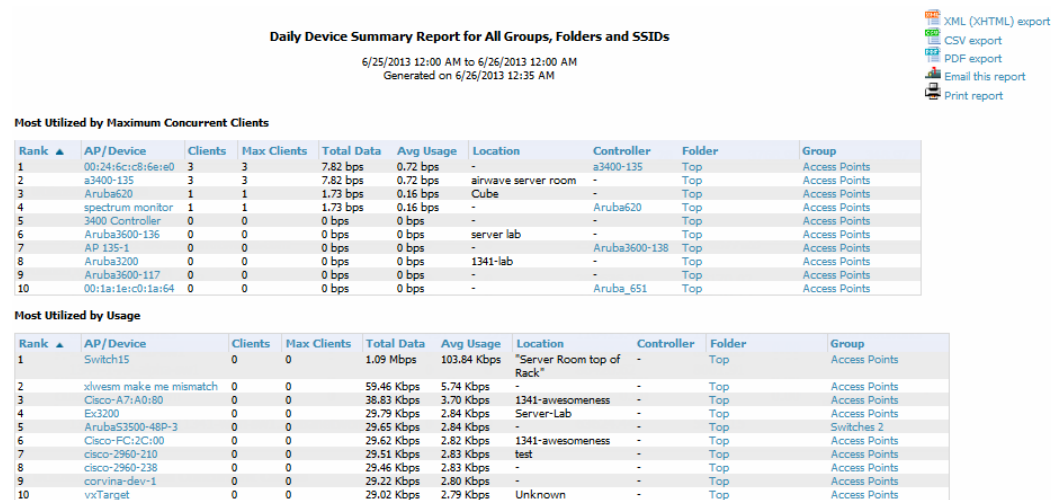 XML (XHTML) export
CSV export
Daily Device Summary Report for All Groups, Folders and SSIDs
PDF export
6/25/2013 12:00 AM to 6/26/2013 12:00 AM
Generated on 6/26/2013 12:35 AM
Email this report
Print report
Most Utilized by Maximum Concurrent Clients
Rank ▲ AP/Device Clients Max Clients Total Data Avg Usage Location Controller Folder Group
1 00:24:6c:c8:6e:e0 3 3 7.82 bps 0.72 bps - a3400-135 Top Access Points
2 a3400-135 3 3 7.82 bps 0.72 bps airwave server room - Top Access Points
3 Aruba620 1 1 1.73 bps 0.16 bps Cube - Top Access Points
4 spectrum monitor 1 1 1.73 bps 0.16 bps - Aruba620 Top Access Points
5 3400 Controller 0 0 0 bps 0 bps - - Top Access Points
6 Aruba3600-136 0 0 0 bps 0 bps server lab - Top Access Points
7 AP 135-1 0 0 0 bps 0 bps - Aruba3600-138 Top Access Points
8 Aruba3200 0 0 0 bps 0 bps 1341-lab - Top Access Points
9 Aruba3600-117 0 0 0 bps 0 bps - - Top Access Points
10 00:1a:1e:c0:1a:64 0 0 0 bps 0 bps - Aruba_651 Top Access Points
Most Utilized by Usage
Rank ▲ AP/Device Clients Max Clients Total Data Avg Usage Location Controller Folder Group
1 Switch15 0 0 1.09 Mbps 103.84 Kbps "Server Room top of - Top Access Points
Rack"
2 xlwesm make me mismatch 0 0 59.46 Kbps 5.74 Kbps - - Top Access Points
3 Cisco-A7:A0:80 0 0 38.83 Kbps 3.70 Kbps 1341-awesomeness - Top Access Points
4 Ex3200 0 0 29.79 Kbps 2.84 Kbps Server-Lab - Top Access Points
5 ArubaS3500-48P-3 0 0 29.65 Kbps 2.84 Kbps - - Top Switches 2
6 Cisco-FC:2C:00 0 0 29.62 Kbps 2.82 Kbps 1341-awesomeness - Top Access Points
7 cisco-2960-210 0 0 29.51 Kbps 2.83 Kbps test - Top Access Points
8 cisco-2960-238 0 0 29.46 Kbps 2.83 Kbps - - Top Access Points
9 corvina-dev-1 0 0 29.22 Kbps 2.80 Kbps - - Top Access Points
10 vxTarget 0 0 29.02 Kbps 2.79 Kbps Unknown - Top Access Points